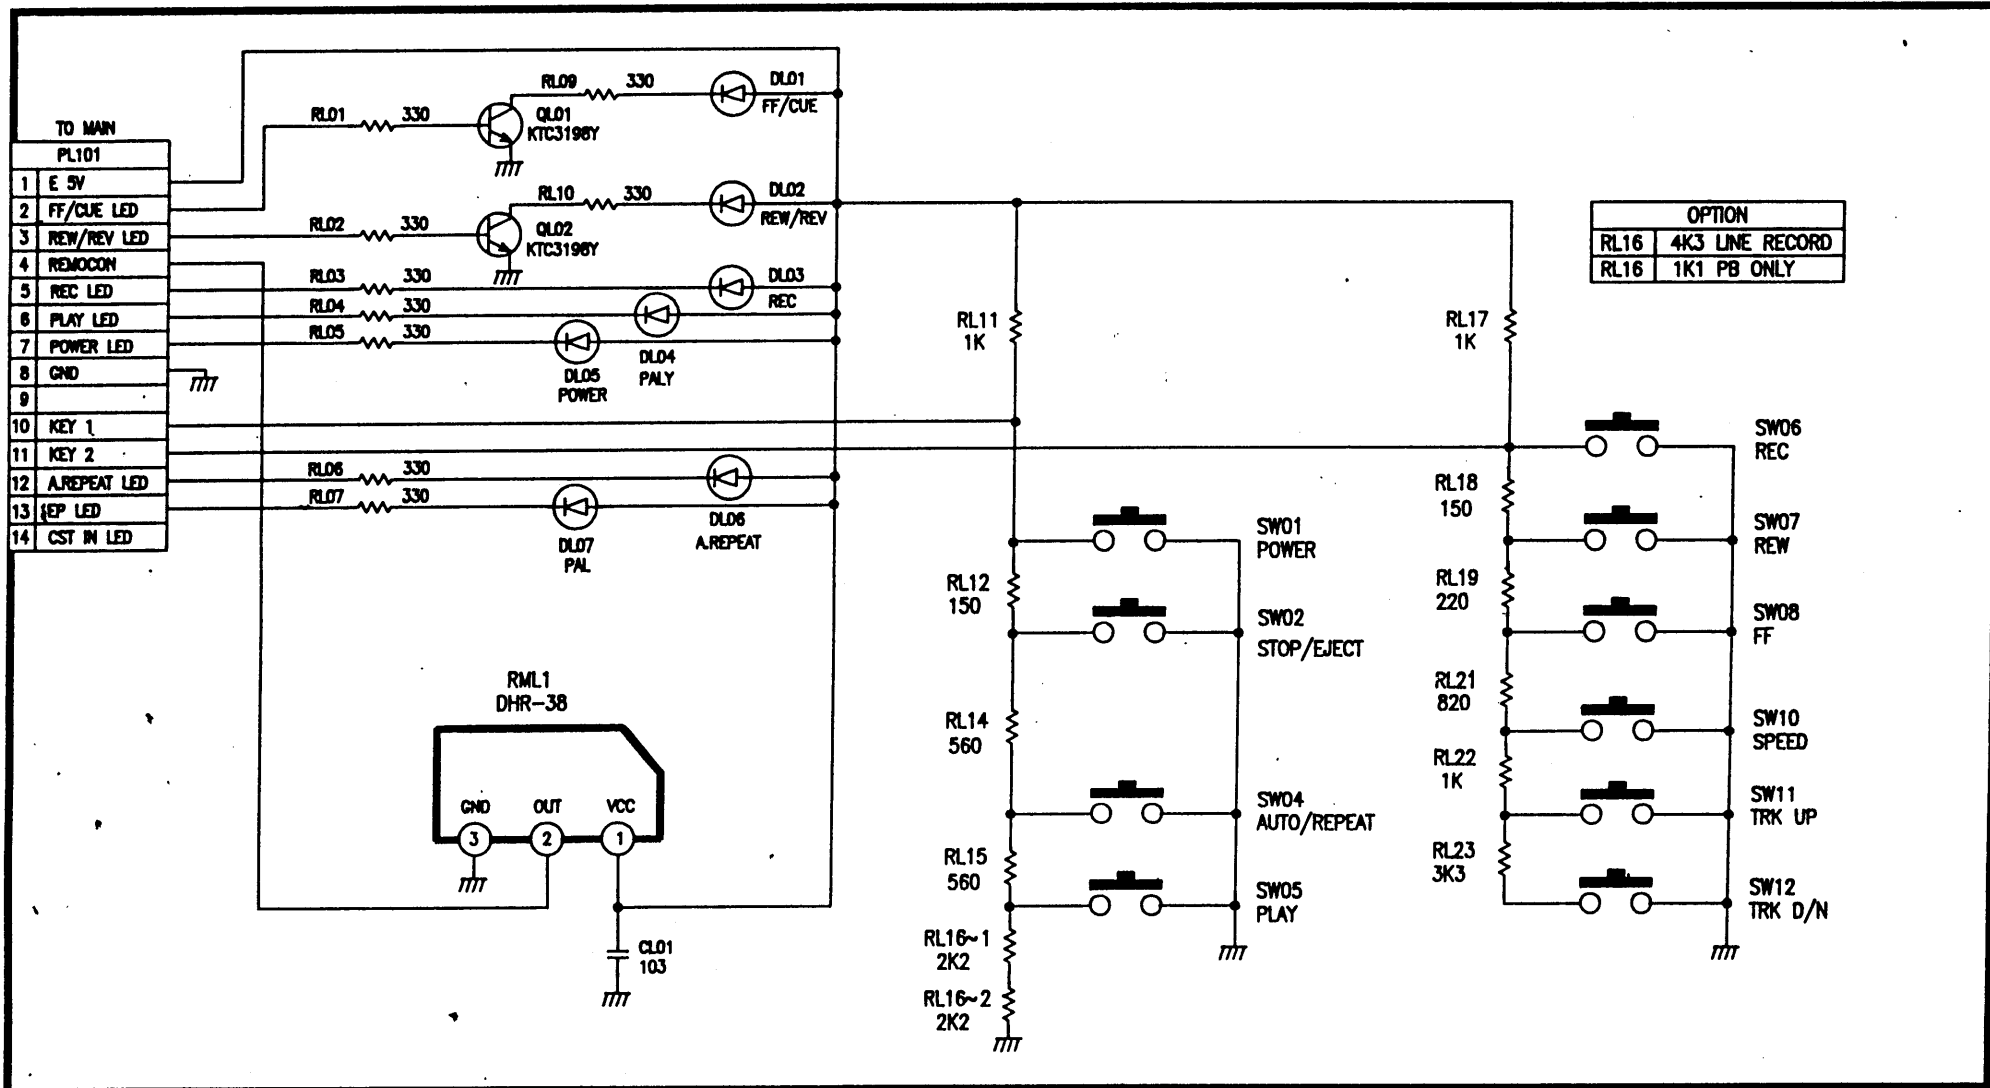 TO MAIN
PL101
1 E 5V
2 FF/CUE LED
3 REW/REV LED
4 REMOCON
5 REC LED
6 PLAY LED
7 POWER LED
8 GND
9
10 KEY 1
11 KEY 2
12 A.REPEAT LED
13 EP LED
14 CST IN LED
RL01 330
QL01
KTC3198Y
RL09 330
DL01
FF/CUE
RL02 330
QL02
KTC3198Y
RL10 330
DL02
REW/REV
RL03 330
DL03
REC
RL04 330
DL04
PALY
RL05 330
DL05
POWER
RL06 330
DL06
A.REPEAT
RL07 330
DL07
PAL
RML1
DHR-38
GND OUT VCC
3 2 1
CL01
103
RL11
1K
RL12
150
RL14
560
RL15
560
RL16~1
2K2
RL16~2
2K2
SW01
POWER
SW02
STOP/EJECT
SW04
AUTO/REPEAT
SW05
PLAY
RL17
1K
RL18
150
RL19
220
RL21
820
RL22
1K
RL23
3K3
SW06
REC
SW07
REW
SW08
FF
SW10
SPEED
SW11
TRK UP
SW12
TRK D/N
OPTION
RL16 4K3 LINE RECORD
RL16 1K1 PB ONLY